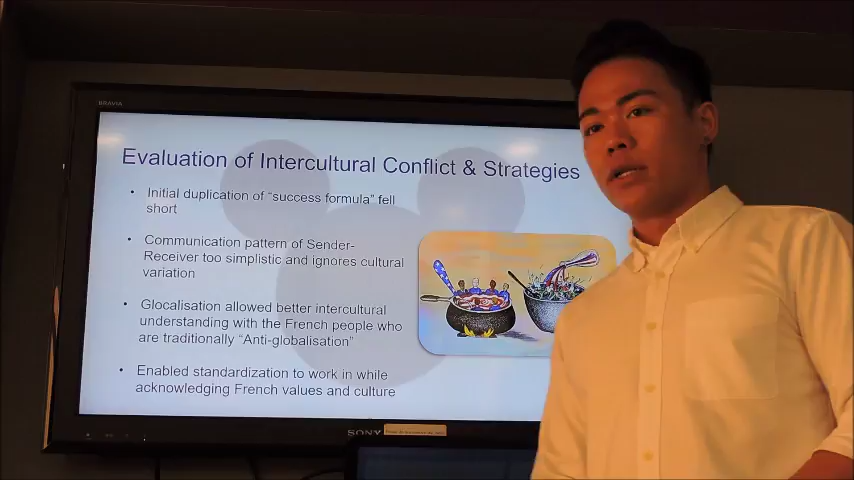 BRAVIA
Evaluation of Intercultural Conflict & Strategies
• Initial duplication of "success formula" fell
short
• Communication pattern of Sender-
Receiver too simplistic and ignores cultural
variation
• Glocalisation allowed better intercultural
understanding with the French people who
are traditionally "Anti-globalisation"
• Enabled standardization to work in while
acknowledging French values and culture
SONY